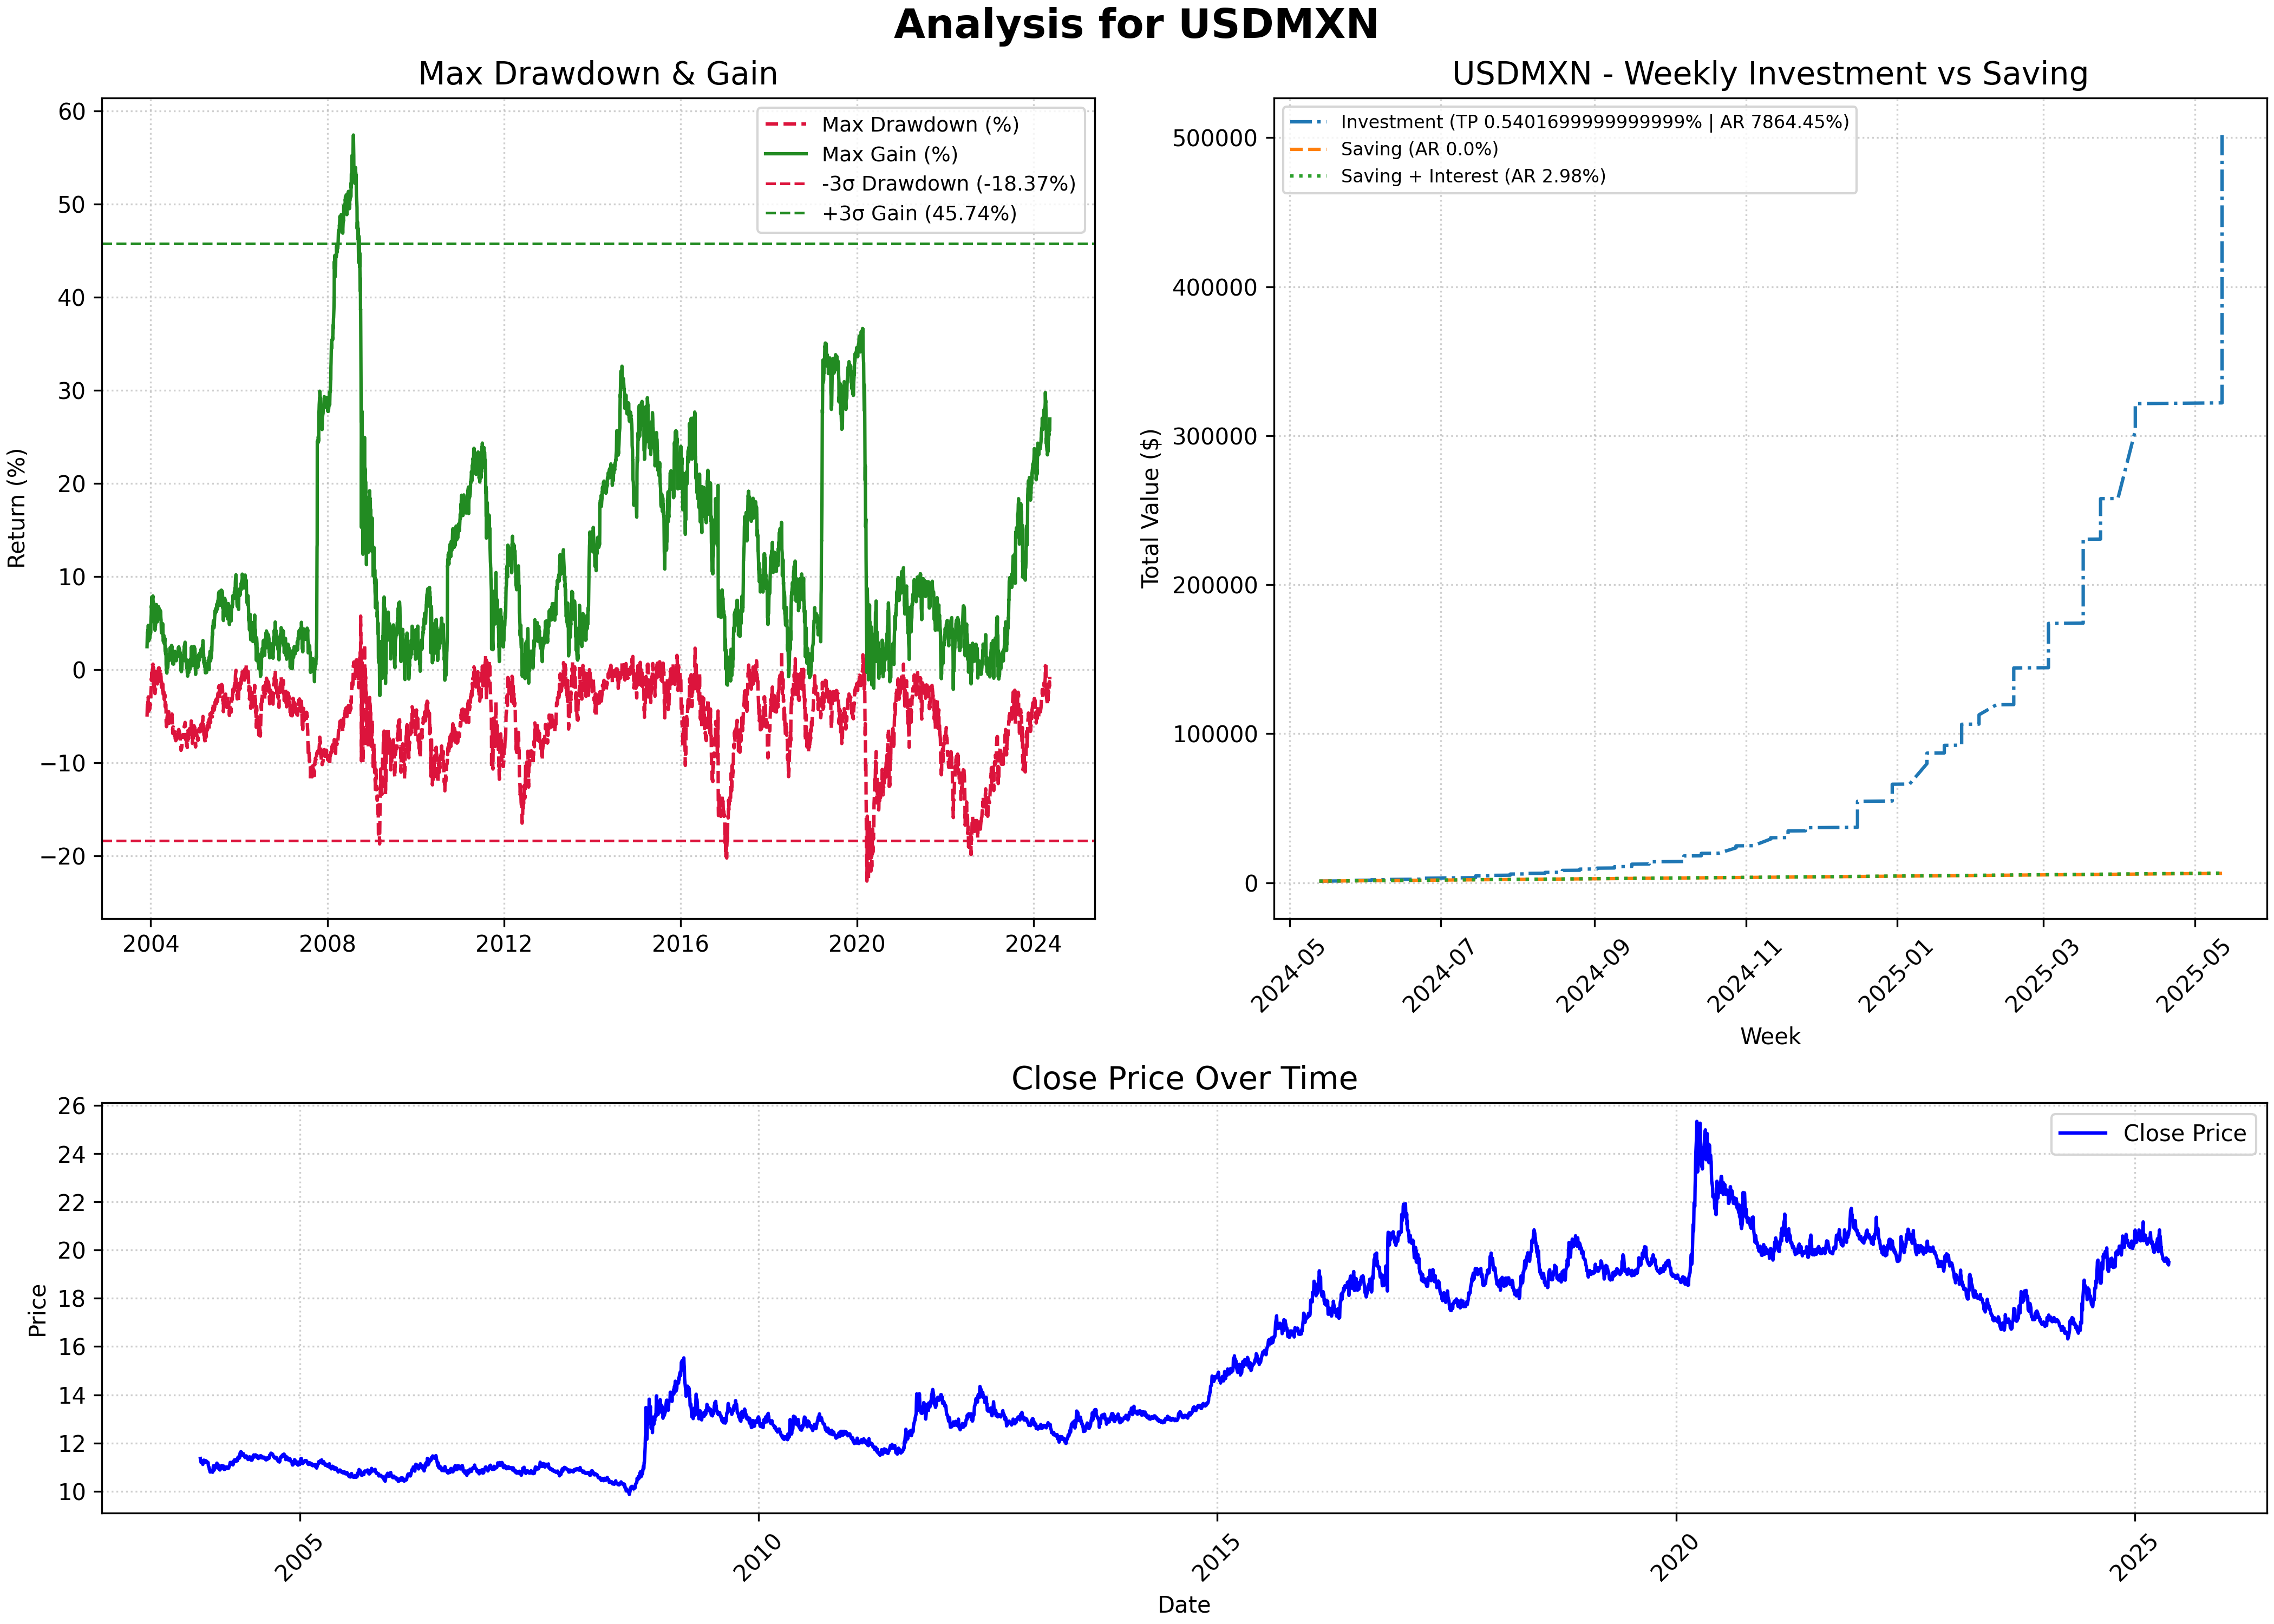 Analysis for USDMXN
Max Drawdown & Gain
Return (%)
60
50
40
30
20
10
0
−10
−20
2004
2008
2012
2016
2020
2024
Max Drawdown (%)
Max Gain (%)
-3σ Drawdown (-18.37%)
+3σ Gain (45.74%)
USDMXN - Weekly Investment vs Saving
Total Value ($)
500000
400000
300000
200000
100000
0
Investment (TP 0.5401699999999999% | AR 7864.45%)
Saving (AR 0.0%)
Saving + Interest (AR 2.98%)
2024-05
2024-07
2024-09
2024-11
2025-01
2025-03
2025-05
Week
Close Price Over Time
Price
26
24
22
20
18
16
14
12
10
Close Price
2005
2010
2015
2020
2025
Date